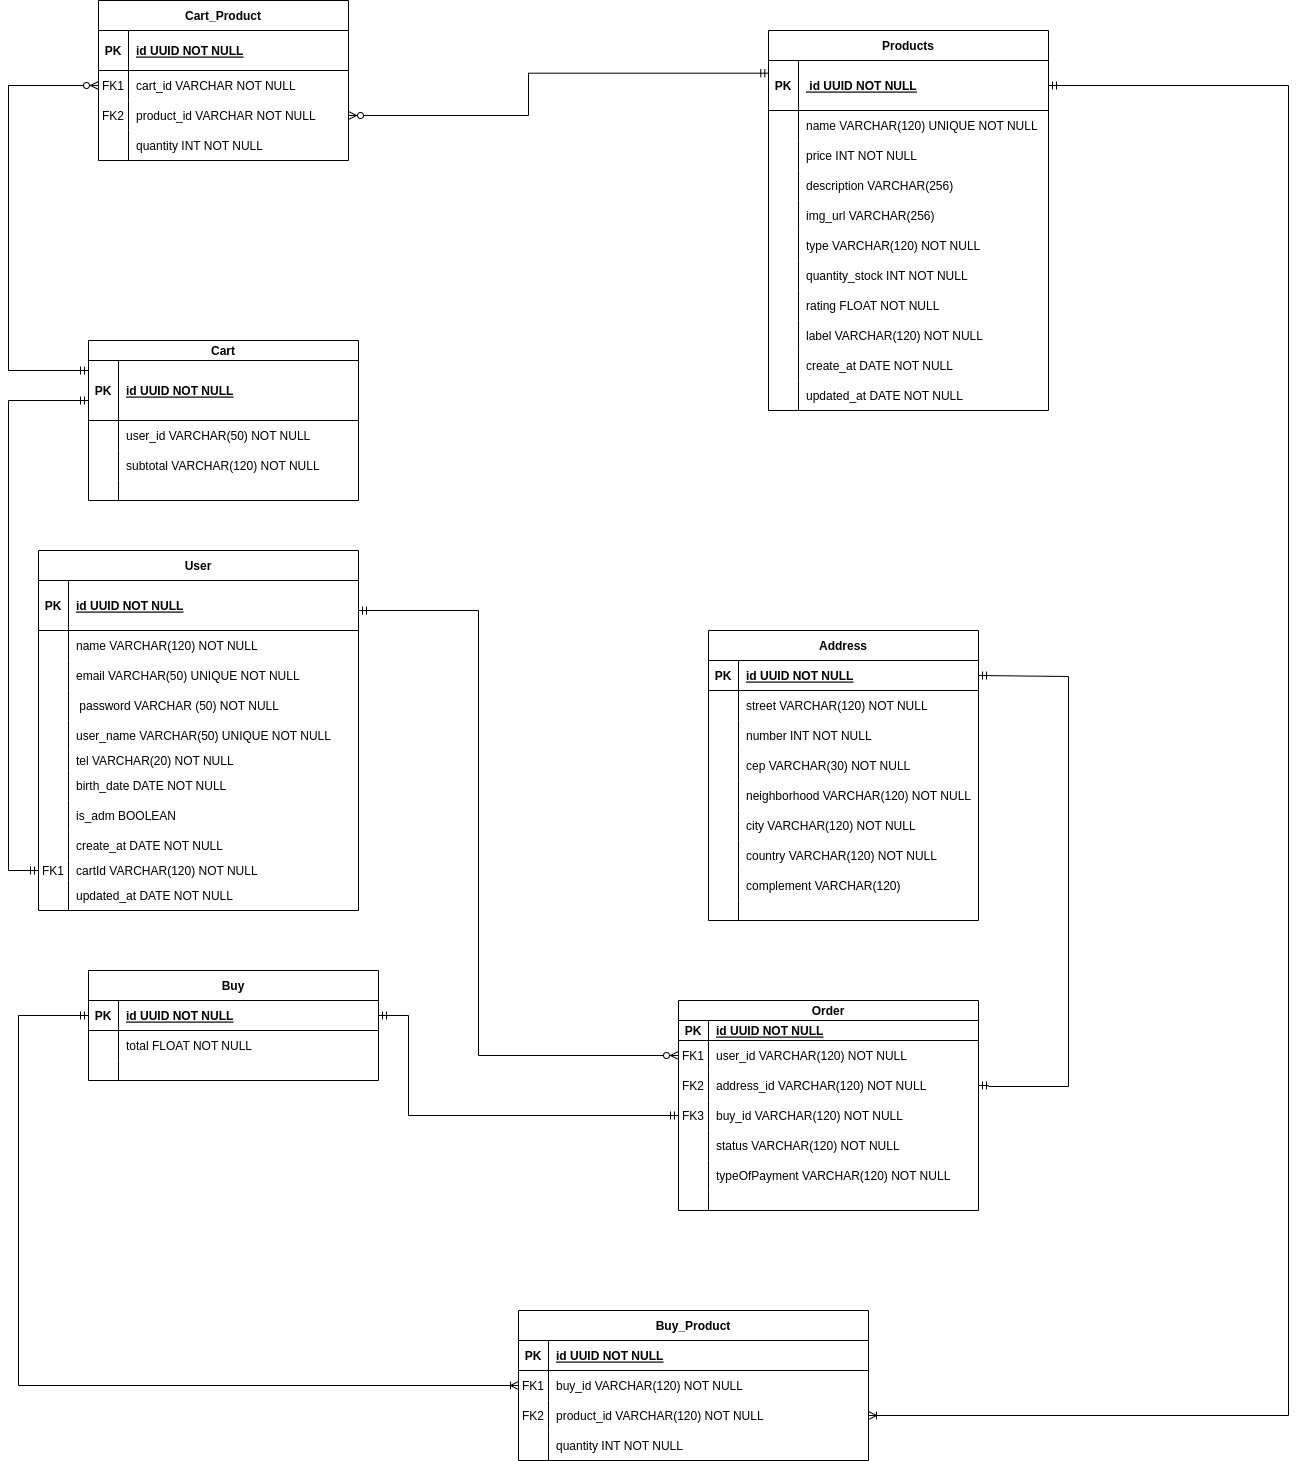 Cart_Product
PK id UUID NOT NULL
FK1 cart_id VARCHAR NOT NULL
FK2 product_id VARCHAR NOT NULL
quantity INT NOT NULL
Products
PK id UUID NOT NULL
name VARCHAR(120) UNIQUE NOT NULL
price INT NOT NULL
description VARCHAR(256)
img_url VARCHAR(256)
type VARCHAR(120) NOT NULL
quantity_stock INT NOT NULL
rating FLOAT NOT NULL
label VARCHAR(120) NOT NULL
create_at DATE NOT NULL
updated_at DATE NOT NULL
Cart
PK id UUID NOT NULL
user_id VARCHAR(50) NOT NULL
subtotal VARCHAR(120) NOT NULL
User
PK id UUID NOT NULL
name VARCHAR(120) NOT NULL
email VARCHAR(50) UNIQUE NOT NULL
password VARCHAR (50) NOT NULL
user_name VARCHAR(50) UNIQUE NOT NULL
tel VARCHAR(20) NOT NULL
birth_date DATE NOT NULL
is_adm BOOLEAN
create_at DATE NOT NULL
FK1 cartId VARCHAR(120) NOT NULL
updated_at DATE NOT NULL
Address
PK id UUID NOT NULL
street VARCHAR(120) NOT NULL
number INT NOT NULL
cep VARCHAR(30) NOT NULL
neighborhood VARCHAR(120) NOT NULL
city VARCHAR(120) NOT NULL
country VARCHAR(120) NOT NULL
complement VARCHAR(120)
Buy
PK id UUID NOT NULL
total FLOAT NOT NULL
Order
PK id UUID NOT NULL
FK1 user_id VARCHAR(120) NOT NULL
FK2 address_id VARCHAR(120) NOT NULL
FK3 buy_id VARCHAR(120) NOT NULL
status VARCHAR(120) NOT NULL
typeOfPayment VARCHAR(120) NOT NULL
Buy_Product
PK id UUID NOT NULL
FK1 buy_id VARCHAR(120) NOT NULL
FK2 product_id VARCHAR(120) NOT NULL
quantity INT NOT NULL